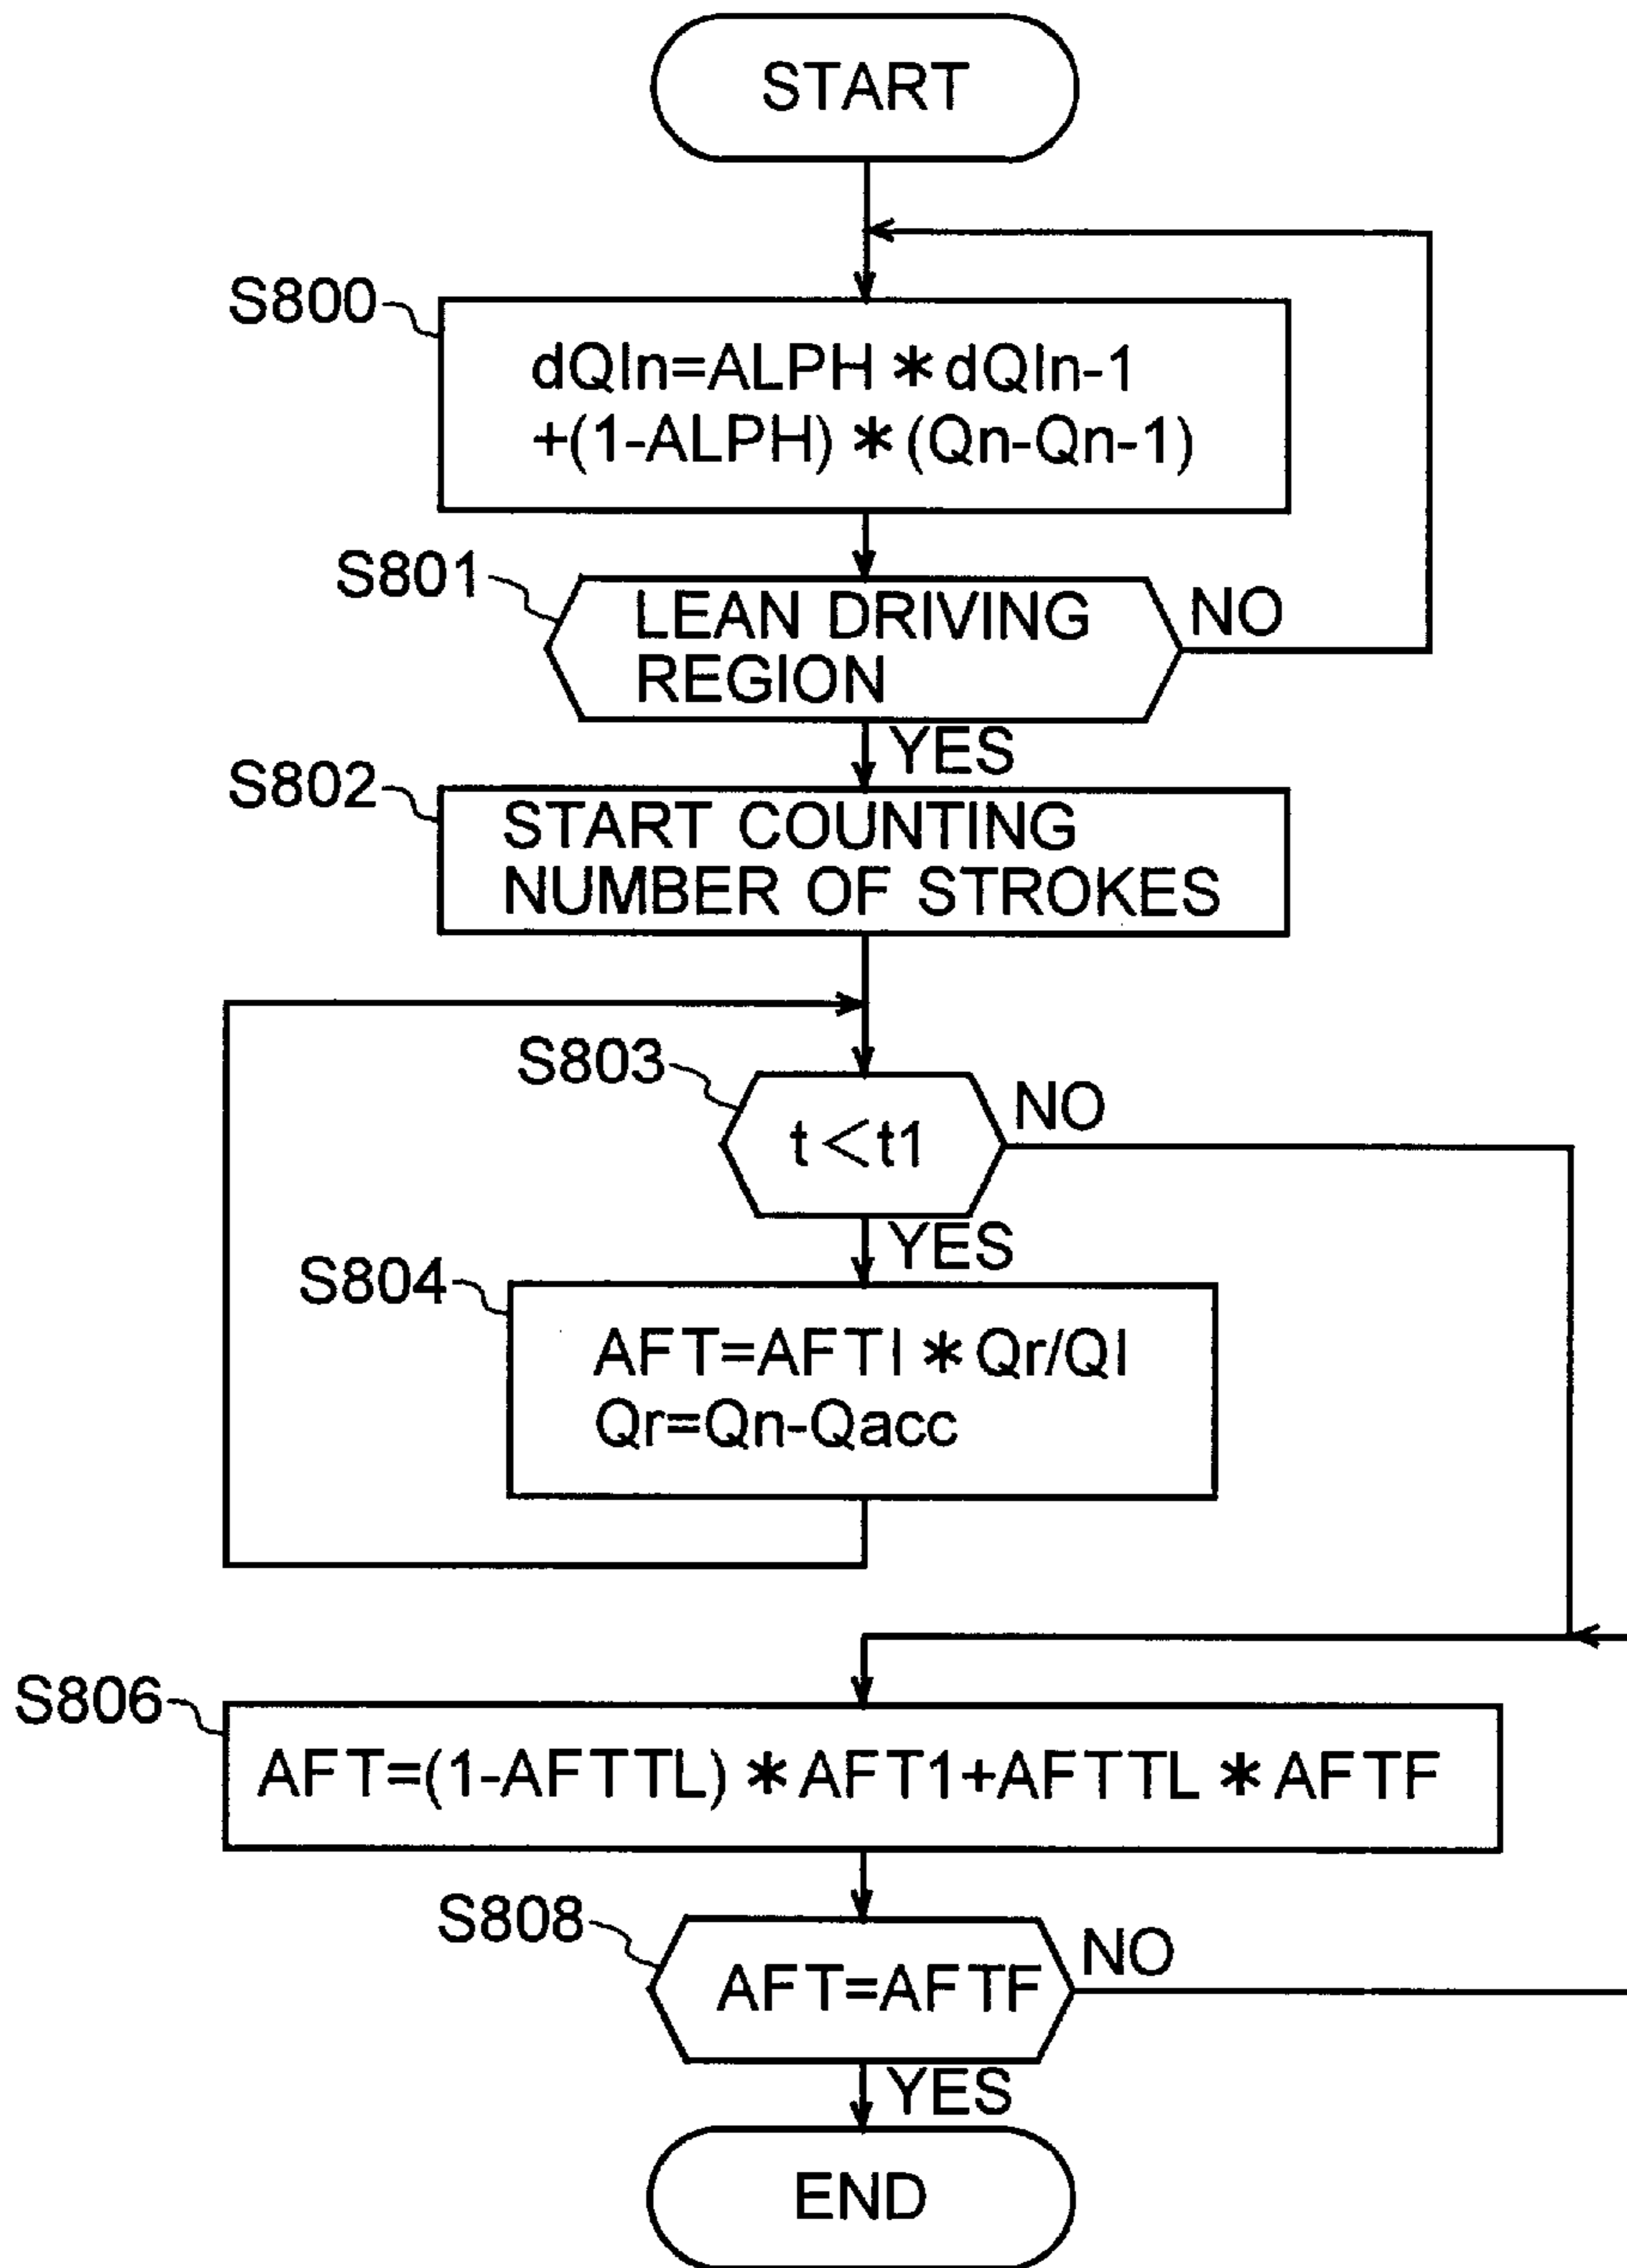 START
S800
dQIn=ALPH*dQIn-1
+(1-ALPH)*(Qn-Qn-1)
S801
LEAN DRIVING
REGION
NO
YES
S802
START COUNTING
NUMBER OF STROKES
S803
t<t1
NO
YES
S804
AFT=AFTI*Qr/QI
Qr=Qn-Qacc
S806
AFT=(1-AFTTL)*AFT1+AFTTL*AFTF
S808
AFT=AFTF
NO
YES
END